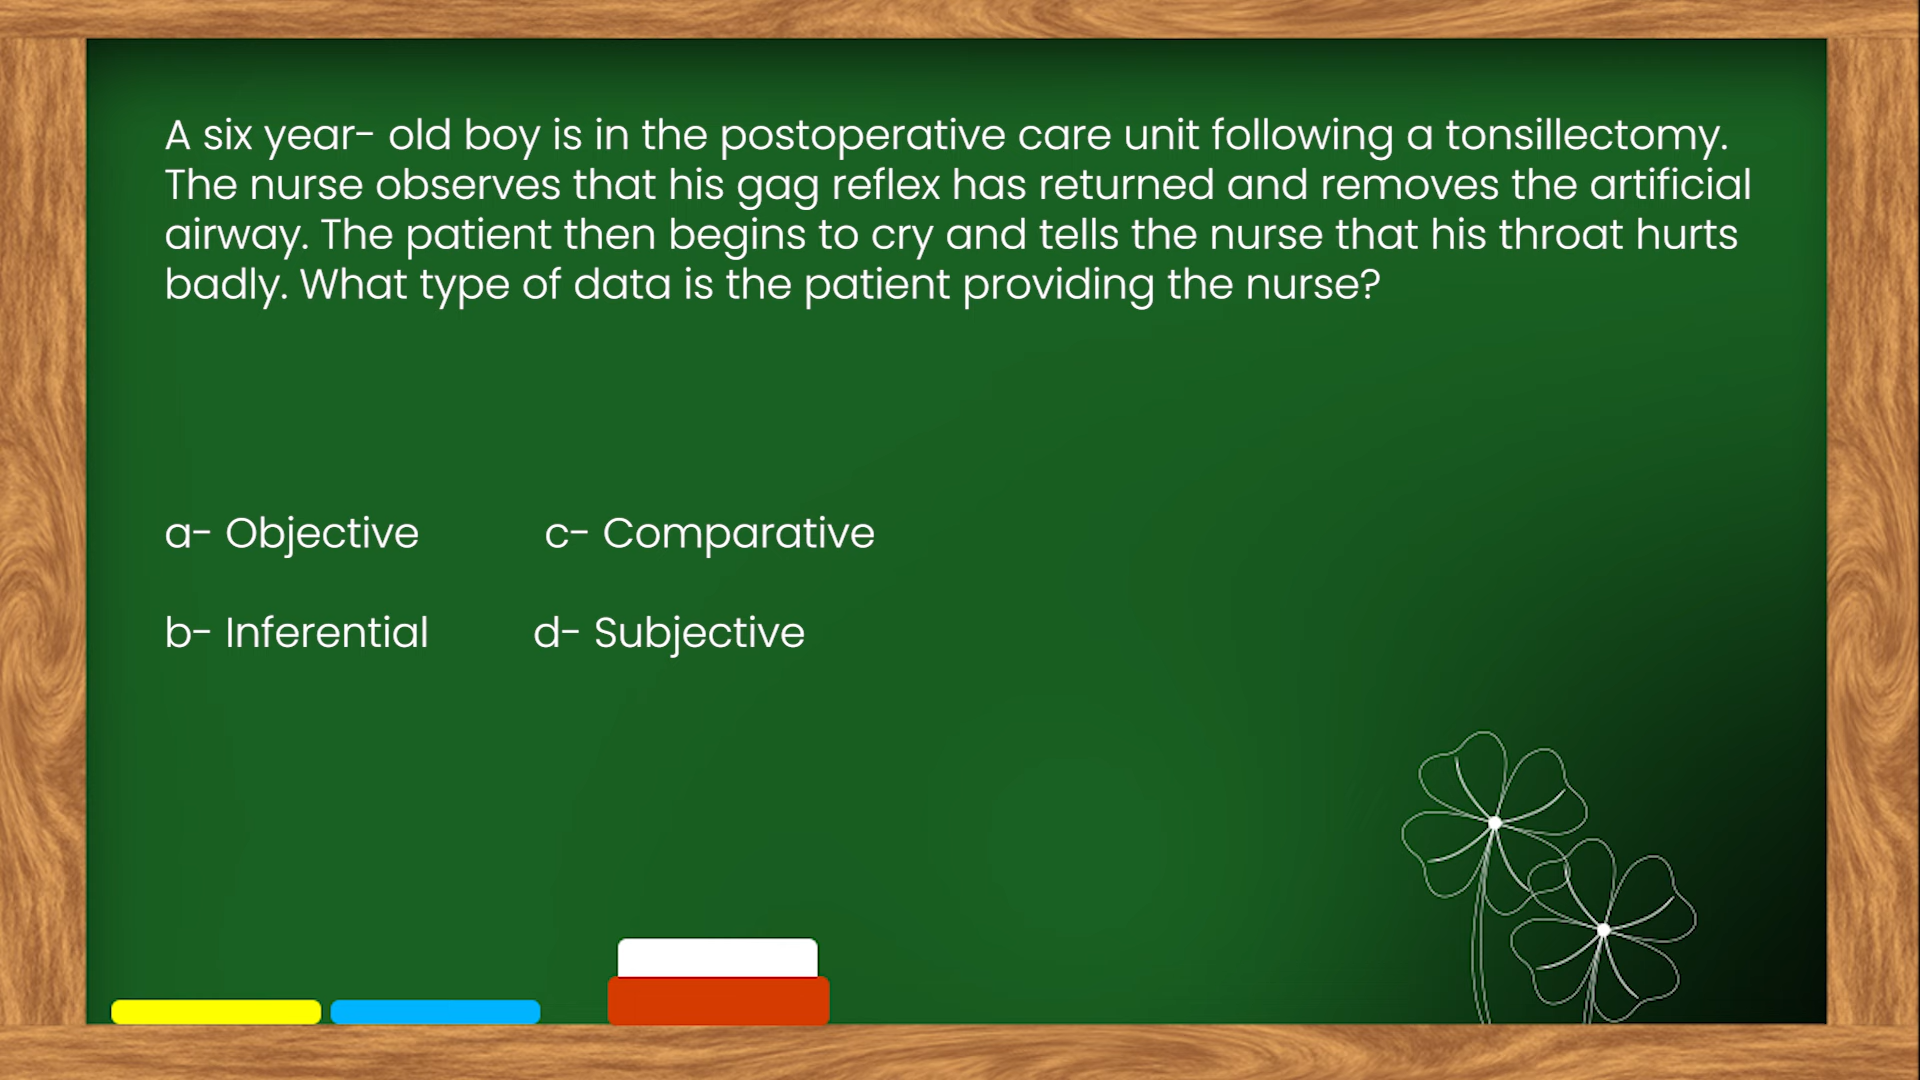 A six year- old boy is in the postoperative care unit following a tonsillectomy.
The nurse observes that his gag reflex has returned and removes the artificial
airway. The patient then begins to cry and tells the nurse that his throat hurts
badly. What type of data is the patient providing the nurse?
a- Objective c- Comparative
b- Inferential d- Subjective